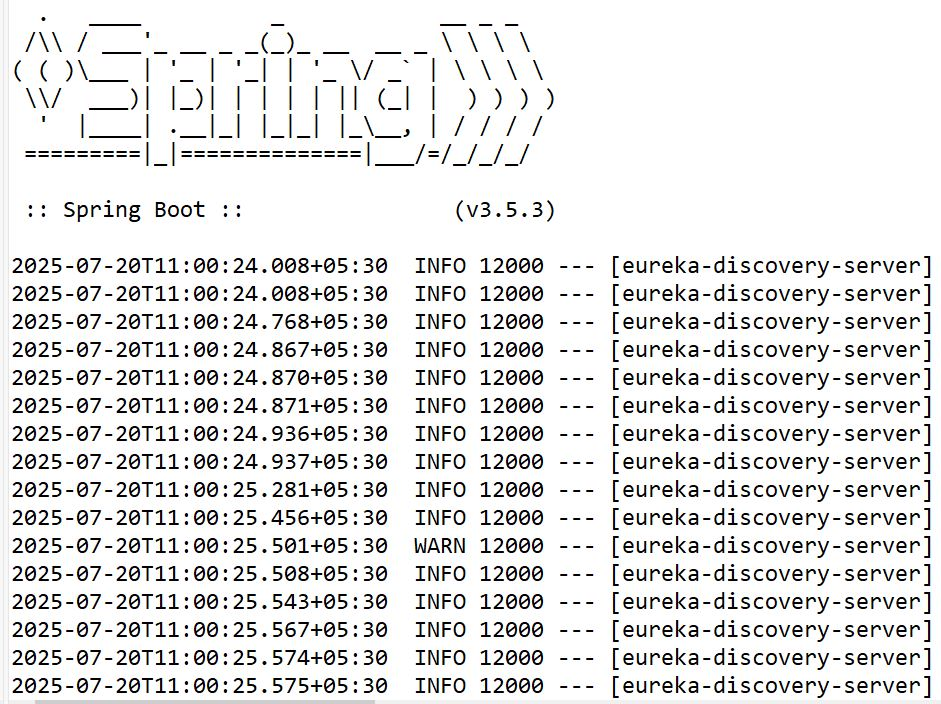 .   ____          _            __ _ _
 /\\ / ___'_ __ _ _(_)_ __  __ _ \ \ \ \
( ( )\___ | '_ | '_| | '_ \/ _` | \ \ \ \
 \\/  ___)| |_)| | | | | || (_| |  ) ) ) )
  '  |____| .__|_| |_|_| |_\__, | / / / /
 =========|_|==============|___/=/_/_/_/
 :: Spring Boot ::                (v3.5.3)
2025-07-20T11:00:24.008+05:30  INFO 12000 --- [eureka-discovery-server]
2025-07-20T11:00:24.008+05:30  INFO 12000 --- [eureka-discovery-server]
2025-07-20T11:00:24.768+05:30  INFO 12000 --- [eureka-discovery-server]
2025-07-20T11:00:24.867+05:30  INFO 12000 --- [eureka-discovery-server]
2025-07-20T11:00:24.870+05:30  INFO 12000 --- [eureka-discovery-server]
2025-07-20T11:00:24.871+05:30  INFO 12000 --- [eureka-discovery-server]
2025-07-20T11:00:24.936+05:30  INFO 12000 --- [eureka-discovery-server]
2025-07-20T11:00:24.937+05:30  INFO 12000 --- [eureka-discovery-server]
2025-07-20T11:00:25.281+05:30  INFO 12000 --- [eureka-discovery-server]
2025-07-20T11:00:25.456+05:30  INFO 12000 --- [eureka-discovery-server]
2025-07-20T11:00:25.501+05:30  WARN 12000 --- [eureka-discovery-server]
2025-07-20T11:00:25.508+05:30  INFO 12000 --- [eureka-discovery-server]
2025-07-20T11:00:25.543+05:30  INFO 12000 --- [eureka-discovery-server]
2025-07-20T11:00:25.567+05:30  INFO 12000 --- [eureka-discovery-server]
2025-07-20T11:00:25.574+05:30  INFO 12000 --- [eureka-discovery-server]
2025-07-20T11:00:25.575+05:30  INFO 12000 --- [eureka-discovery-server]